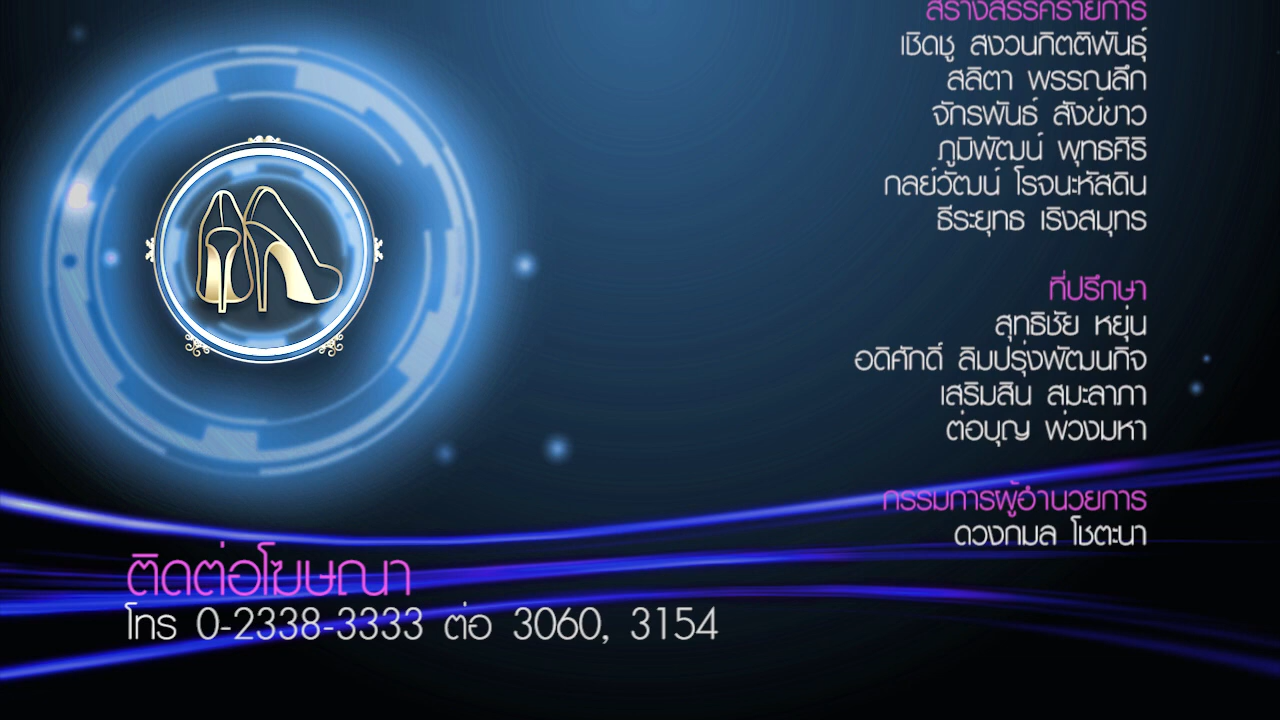 สร้างสรรค์รายการ
เชิดชู สงวนกิตติพันธุ์
สลิตา พรรณลึก
จักรพันธ์ สังข์ขาว
ภูมิพัฒน์ พุทธศิริ
กลย์วัฒน์ โรจนะหัสดิน
ธีระยุทธ เริงสมุทร
ที่ปรึกษา
สุทธิชัย หยุ่น
อดิศักดิ์ ลิมปรุ่งพัฒนกิจ
เสริมสิน สมะลาภา
ต่อบุญ พ่วงมหา
กรรมการผู้อำนวยการ
ดวงกมล โชตะนา
ติดต่อโฆษณา
โทร 0-2338-3333 ต่อ 3060, 3154